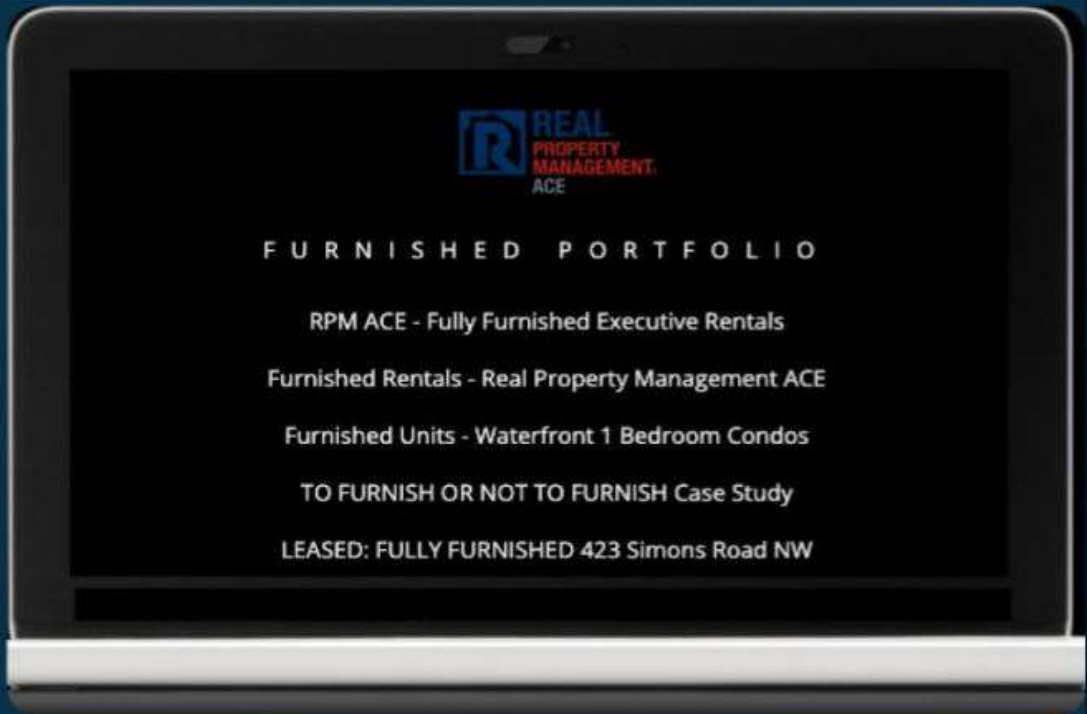 R
REAL
PROPERTY
MANAGEMENT
ACE
FURNISHED PORTFOLIO
RPM ACE - Fully Furnished Executive Rentals
Furnished Rentals - Real Property Management ACE
Furnished Units - Waterfront 1 Bedroom Condos
TO FURNISH OR NOT TO FURNISH Case Study
LEASED: FULLY FURNISHED 423 Simons Road NW